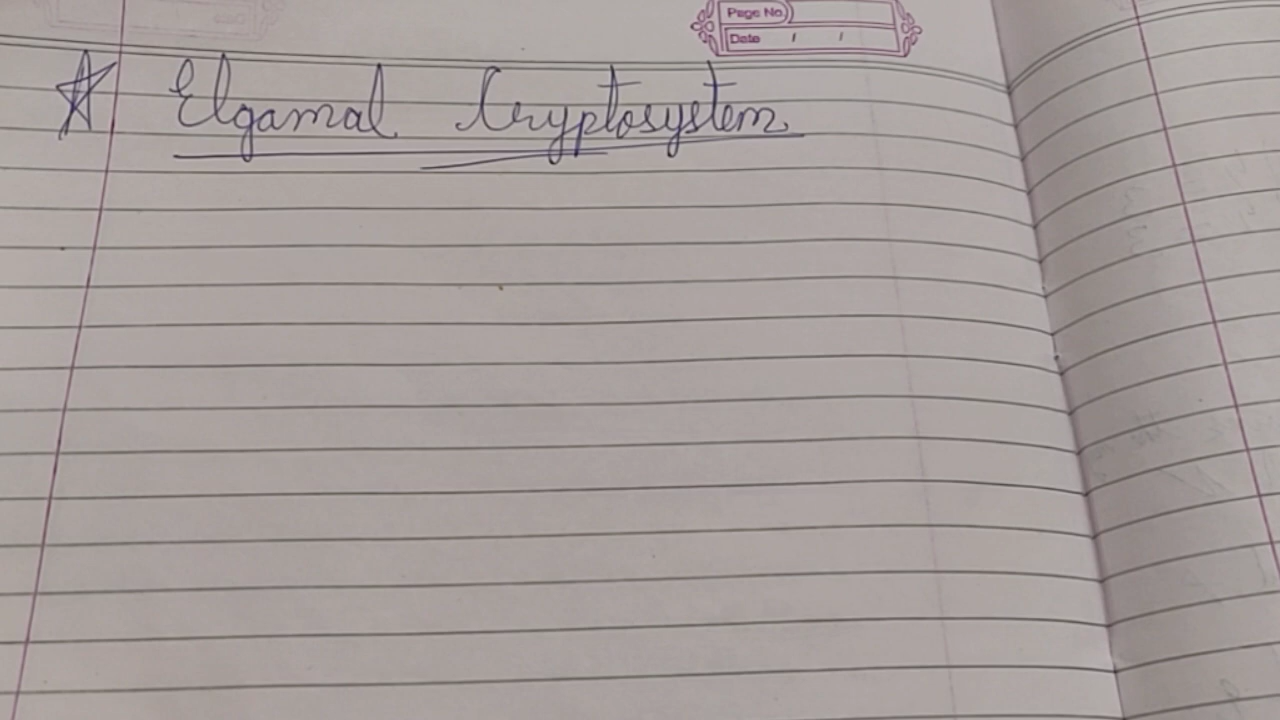 Page No.
Date / /
☆ Elgamal Cryptosystem